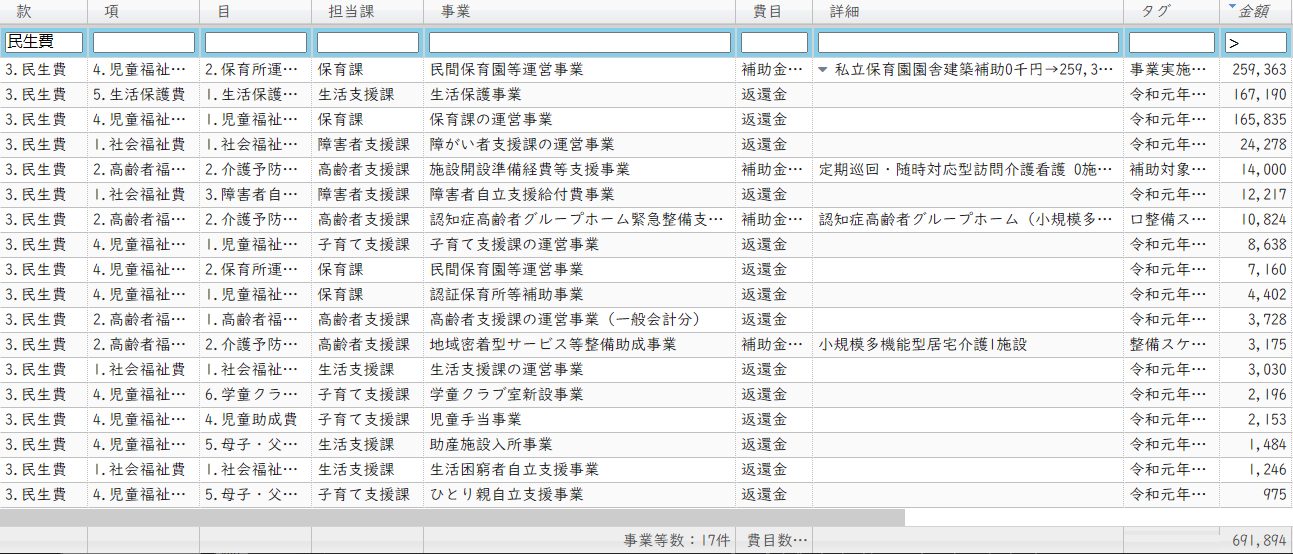 款 項 目 担当課 事業 費目 詳細 タグ 金額
民生費 >
3.民生費 4.児童福祉… 2.保育所運… 保育課 民間保育園等運営事業 補助金… 私立保育園園舎建築補助0千円→259,3… 事業実施… 259,363
3.民生費 5.生活保護費 1.生活保護… 生活支援課 生活保護事業 返還金 令和元年… 167,190
3.民生費 4.児童福祉… 1.児童福祉… 保育課 保育課の運営事業 返還金 令和元年… 165,835
3.民生費 1.社会福祉費 1.社会福祉… 障害者支援課 障がい者支援課の運営事業 返還金 令和元年… 24,278
3.民生費 2.高齢者福… 2.介護予防… 高齢者支援課 施設開設準備経費等支援事業 補助金… 定期巡回・随時対応型訪問介護看護 0施… 補助対象… 14,000
3.民生費 1.社会福祉費 3.障害者自… 障害者支援課 障害者自立支援給付費事業 返還金 令和元年… 12,217
3.民生費 2.高齢者福… 2.介護予防… 高齢者支援課 認知症高齢者グループホーム緊急整備支… 補助金… 認知症高齢者グループホーム（小規模多… ロ整備ス… 10,824
3.民生費 4.児童福祉… 1.児童福祉… 子育て支援課 子育て支援課の運営事業 返還金 令和元年… 8,638
3.民生費 4.児童福祉… 2.保育所運… 保育課 民間保育園等運営事業 返還金 令和元年… 7,160
3.民生費 4.児童福祉… 1.児童福祉… 保育課 認証保育所等補助事業 返還金 令和元年… 4,402
3.民生費 2.高齢者福… 1.高齢者福… 高齢者支援課 高齢者支援課の運営事業（一般会計分） 返還金 令和元年… 3,728
3.民生費 2.高齢者福… 2.介護予防… 高齢者支援課 地域密着型サービス等整備助成事業 補助金… 小規模多機能型居宅介護1施設 整備スケ… 3,175
3.民生費 1.社会福祉費 1.社会福祉… 生活支援課 生活支援課の運営事業 返還金 令和元年… 3,030
3.民生費 4.児童福祉… 6.学童クラ… 子育て支援課 学童クラブ室新設事業 返還金 令和元年… 2,196
3.民生費 4.児童福祉… 4.児童助成費 子育て支援課 児童手当事業 返還金 令和元年… 2,153
3.民生費 4.児童福祉… 5.母子・父… 生活支援課 助産施設入所事業 返還金 令和元年… 1,484
3.民生費 1.社会福祉費 1.社会福祉… 生活支援課 生活困窮者自立支援事業 返還金 令和元年… 1,246
3.民生費 4.児童福祉… 5.母子・父… 子育て支援課 ひとり親自立支援事業 返還金 令和元年… 975
事業等数：17件 費目数… 691,894